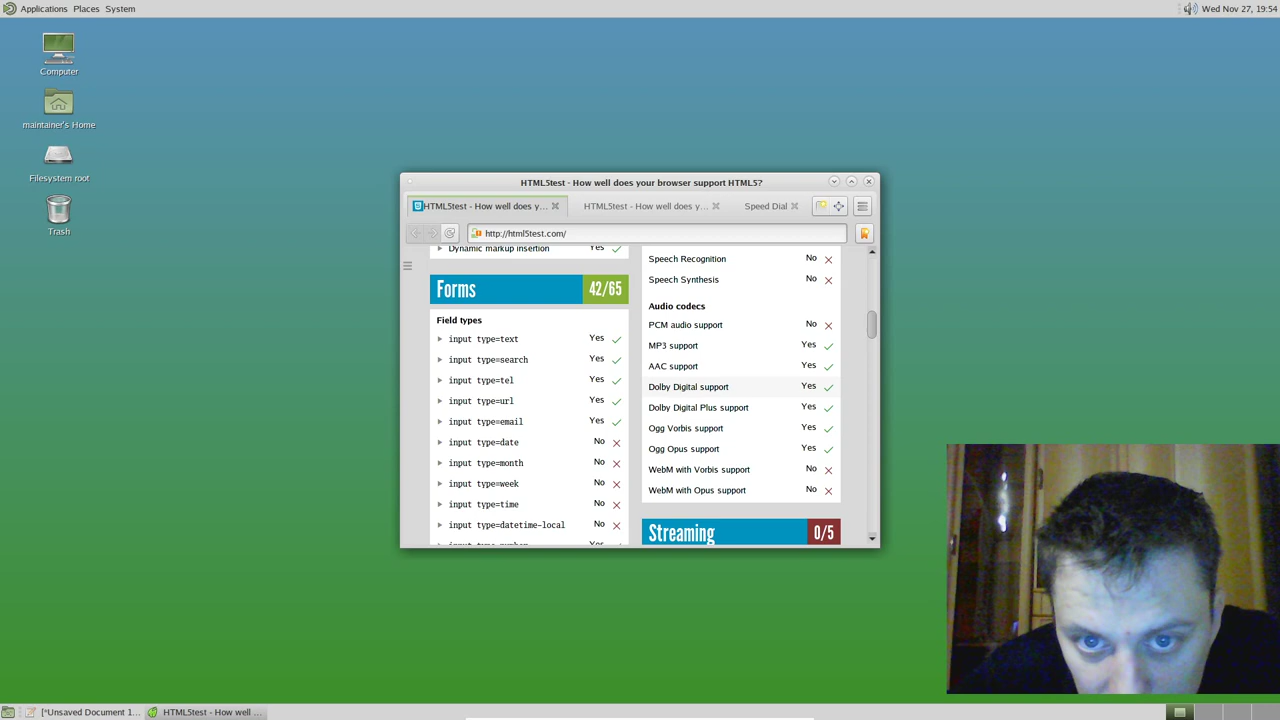 Applications Places System
Wed Nov 27, 19:54
Computer
maintainer's Home
Filesystem root
Trash
HTML5test - How well does your browser support HTML5?
HTML5test - How well does y...
HTML5test - How well does y...
Speed Dial
http://html5test.com/
Dynamic markup insertion Yes
Forms 42/65
Field types
input type=text Yes
input type=search Yes
input type=tel Yes
input type=url Yes
input type=email Yes
input type=date No
input type=month No
input type=week No
input type=time No
input type=datetime-local No
input type=number Yes
Speech Recognition No
Speech Synthesis No
Audio codecs
PCM audio support No
MP3 support Yes
AAC support Yes
Dolby Digital support Yes
Dolby Digital Plus support Yes
Ogg Vorbis support Yes
Ogg Opus support Yes
WebM with Vorbis support No
WebM with Opus support No
Streaming 0/5
[*Unsaved Document 1...
HTML5test - How well ...